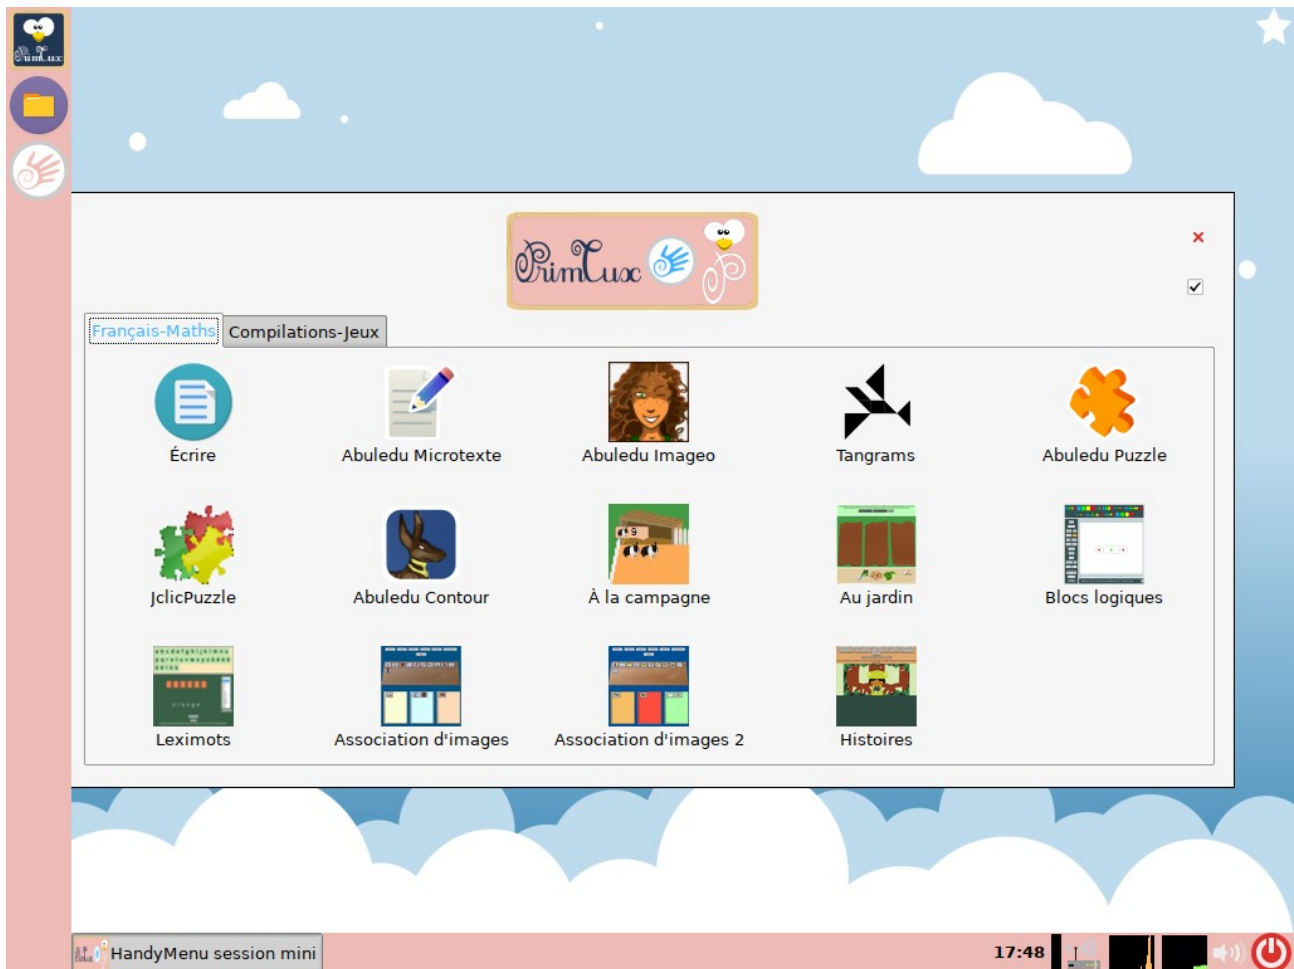 PrimTux
PrimTux
Français-Maths
Compilations-Jeux
Écrire
Abuledu Microtexte
Abuledu Imageo
Tangrams
Abuledu Puzzle
JclicPuzzle
Abuledu Contour
À la campagne
Au jardin
Blocs logiques
Leximots
Association d'images
Association d'images 2
Histoires
HandyMenu session mini
17:48